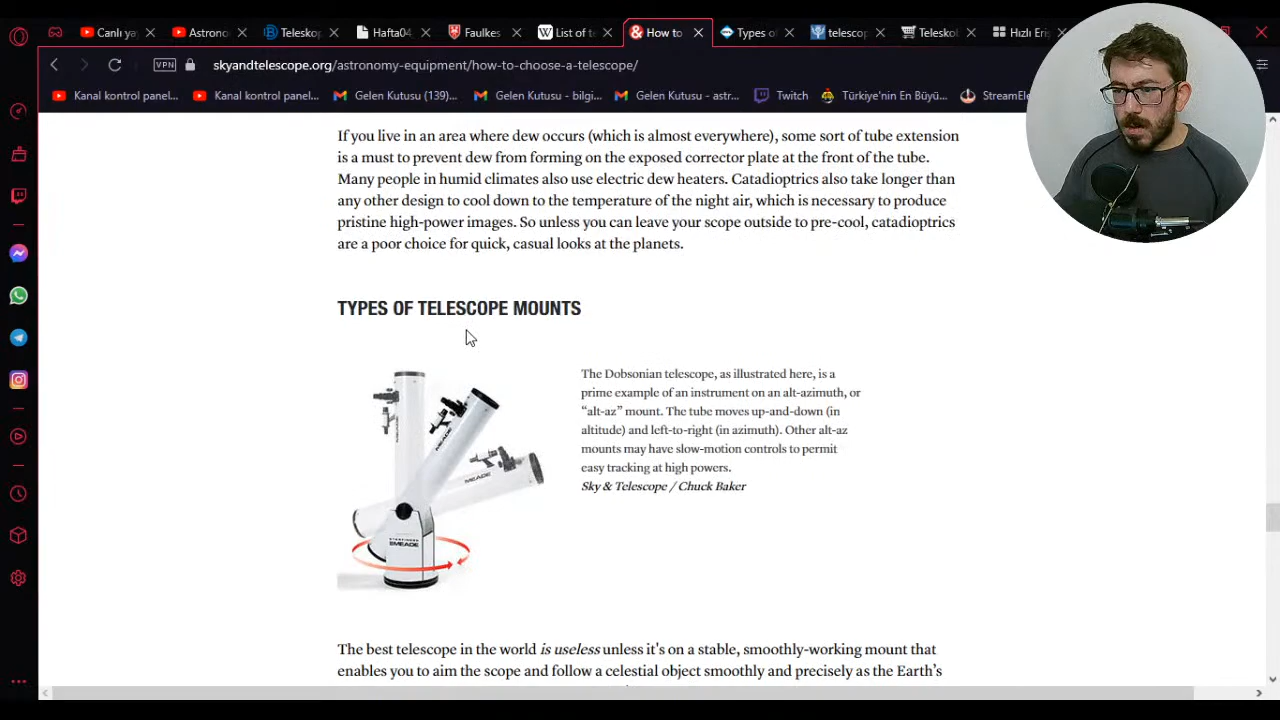 Canlı ya
Astrono
Teleskop
Hafta04
Faulkes
List of te
How to
Types o
telescop
Teleskol
Hızlı Eriş
VPN
skyandtelescope.org/astronomy-equipment/how-to-choose-a-telescope/
Kanal kontrol panel...
Kanal kontrol panel...
Gelen Kutusu (139)...
Gelen Kutusu - bilgi...
Gelen Kutusu - astr...
Twitch
Türkiye'nin En Büyü...
StreamEle
If you live in an area where dew occurs (which is almost everywhere), some sort of tube extension
is a must to prevent dew from forming on the exposed corrector plate at the front of the tube.
Many people in humid climates also use electric dew heaters. Catadioptrics also take longer than
any other design to cool down to the temperature of the night air, which is necessary to produce
pristine high-power images. So unless you can leave your scope outside to pre-cool, catadioptrics
are a poor choice for quick, casual looks at the planets.
TYPES OF TELESCOPE MOUNTS
The Dobsonian telescope, as illustrated here, is a
prime example of an instrument on an alt-azimuth, or
“alt-az” mount. The tube moves up-and-down (in
altitude) and left-to-right (in azimuth). Other alt-az
mounts may have slow-motion controls to permit
easy tracking at high powers.
Sky & Telescope / Chuck Baker
MEADE
MEADE
MEADE
The best telescope in the world is useless unless it's on a stable, smoothly-working mount that
enables you to aim the scope and follow a celestial object smoothly and precisely as the Earth's